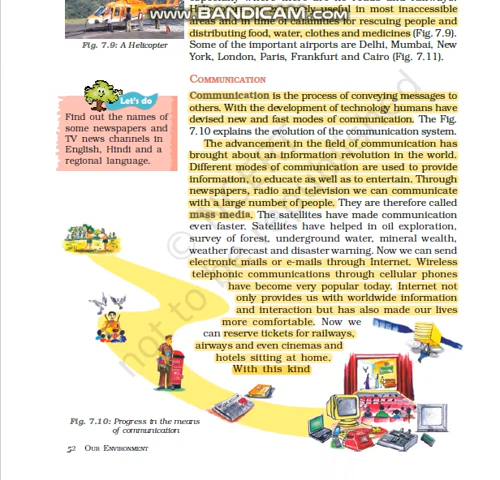 www.BANDICAM.com
areas and in time of calamities for rescuing people and
distributing food, water, clothes and medicines (Fig. 7.9).
Some of the important airports are Delhi, Mumbai, New
York, London, Paris, Frankfurt and Cairo (Fig. 7.11).
Fig. 7.9: A Helicopter
COMMUNICATION
Communication is the process of conveying messages to
others. With the development of technology humans have
devised new and fast modes of communication. The Fig.
7.10 explains the evolution of the communication system.
The advancement in the field of communication has
brought about an information revolution in the world.
Different modes of communication are used to provide
information, to educate as well as to entertain. Through
newspapers, radio and television we can communicate
with a large number of people. They are therefore called
mass media. The satellites have made communication
even faster. Satellites have helped in oil exploration,
survey of forest, underground water, mineral wealth,
weather forecast and disaster warning. Now we can send
electronic mails or e-mails through Internet. Wireless
telephonic communications through cellular phones
have become very popular today. Internet not
only provides us with worldwide information
and interaction but has also made our lives
more comfortable. Now we
can reserve tickets for railways,
airways and even cinemas and
hotels sitting at home.
With this kind
Let's do
Find out the names of
some newspapers and
TV news channels in
English, Hindi and a
regional language.
Fig. 7.10: Progress in the means
of communication
52 OUR ENVIRONMENT